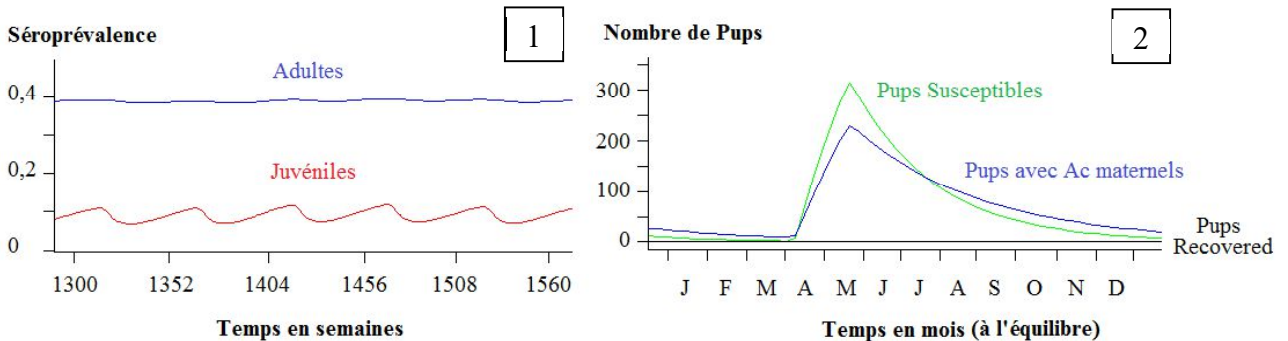 Séroprévalence
1
Adultes
0,4
0,2
Juvéniles
0
1300 1352 1404 1456 1508 1560
Temps en semaines
Nombre de Pups
2
300
Pups Susceptibles
200
Pups avec Ac maternels
100
0
Pups
Recovered
J F M A M J J A S O N D
Temps en mois (à l'équilibre)